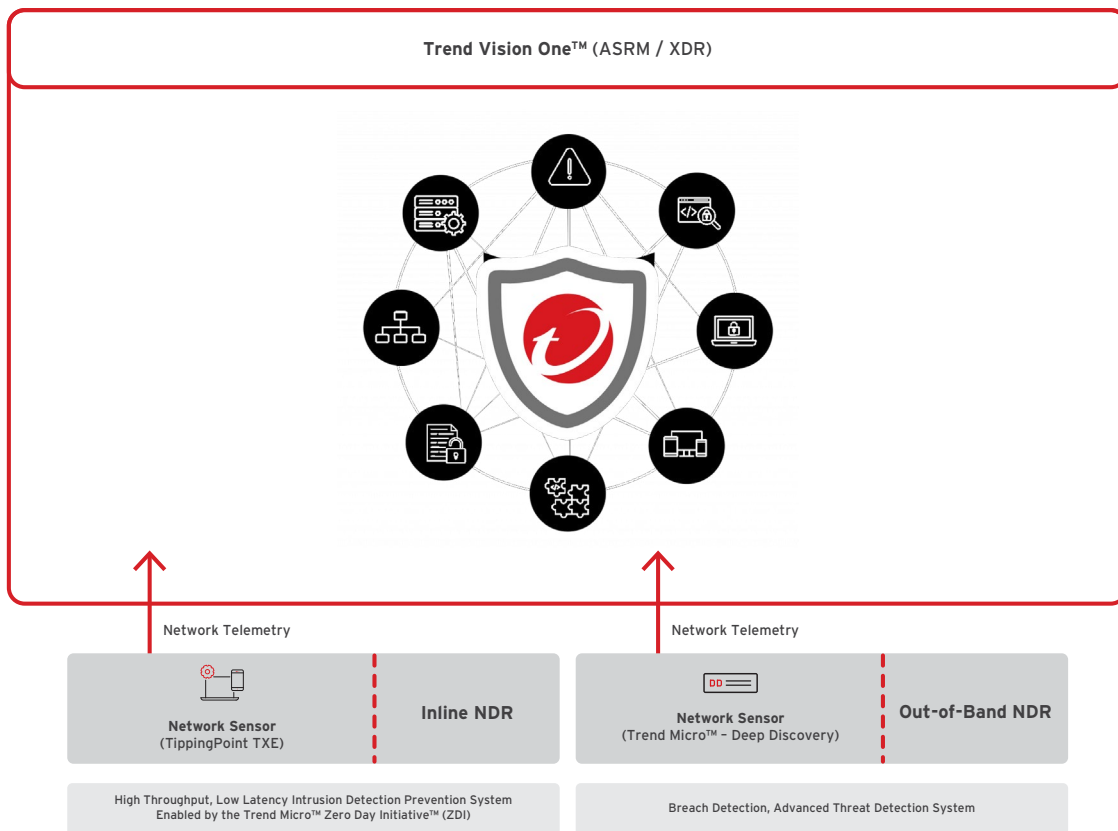 Trend Vision One™ (ASRM / XDR)
</>
</>
Network Telemetry
Network Telemetry
Network Sensor
(TippingPoint TXE)
Inline NDR
DD
Network Sensor
(Trend Micro™ – Deep Discovery)
Out-of-Band NDR
High Throughput, Low Latency Intrusion Detection Prevention System
Enabled by the Trend Micro™ Zero Day Initiative™ (ZDI)
Breach Detection, Advanced Threat Detection System